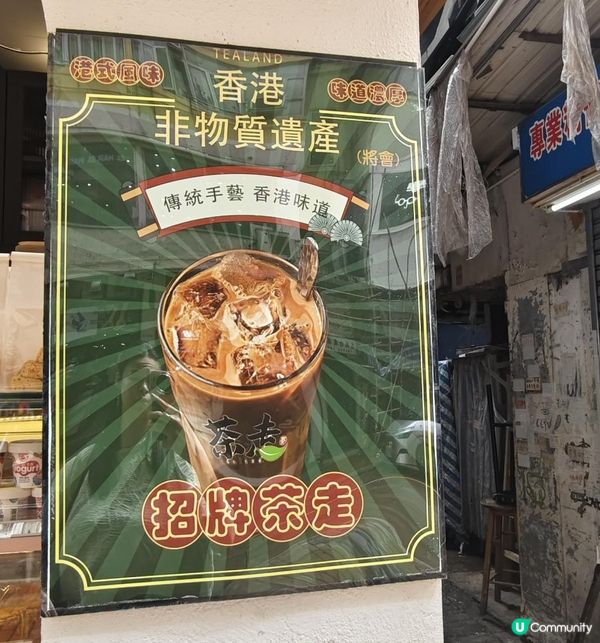 TEALAND
港式風味
香港
味道濃厚
非物質遺產
(將會)
傳統手藝 香港味道
茶走
招牌茶走
專業
yogurt
U Community